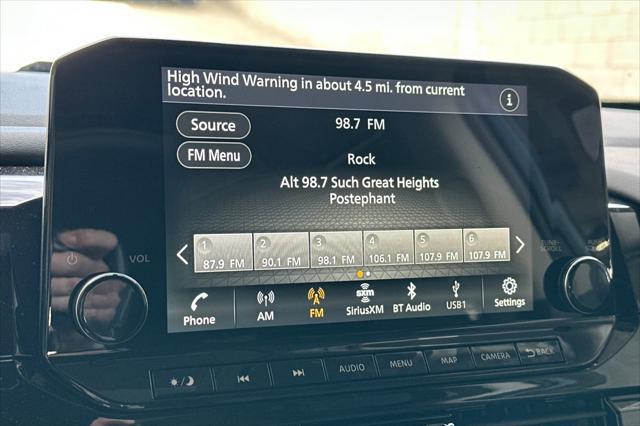 High Wind Warning in about 4.5 mi. from current
location.
i
Source
98.7 FM
FM Menu
Rock
Alt 98.7 Such Great Heights
Postephant
1 2 3 4 5 6
87.9 FM 90.1 FM 98.1 FM 106.1 FM 107.9 FM 107.9 FM
VOL
TUNE-
SCROLL
Phone AM FM SiriusXM BT Audio USB1 Settings
sxm
AUDIO MENU MAP CAMERA BACK